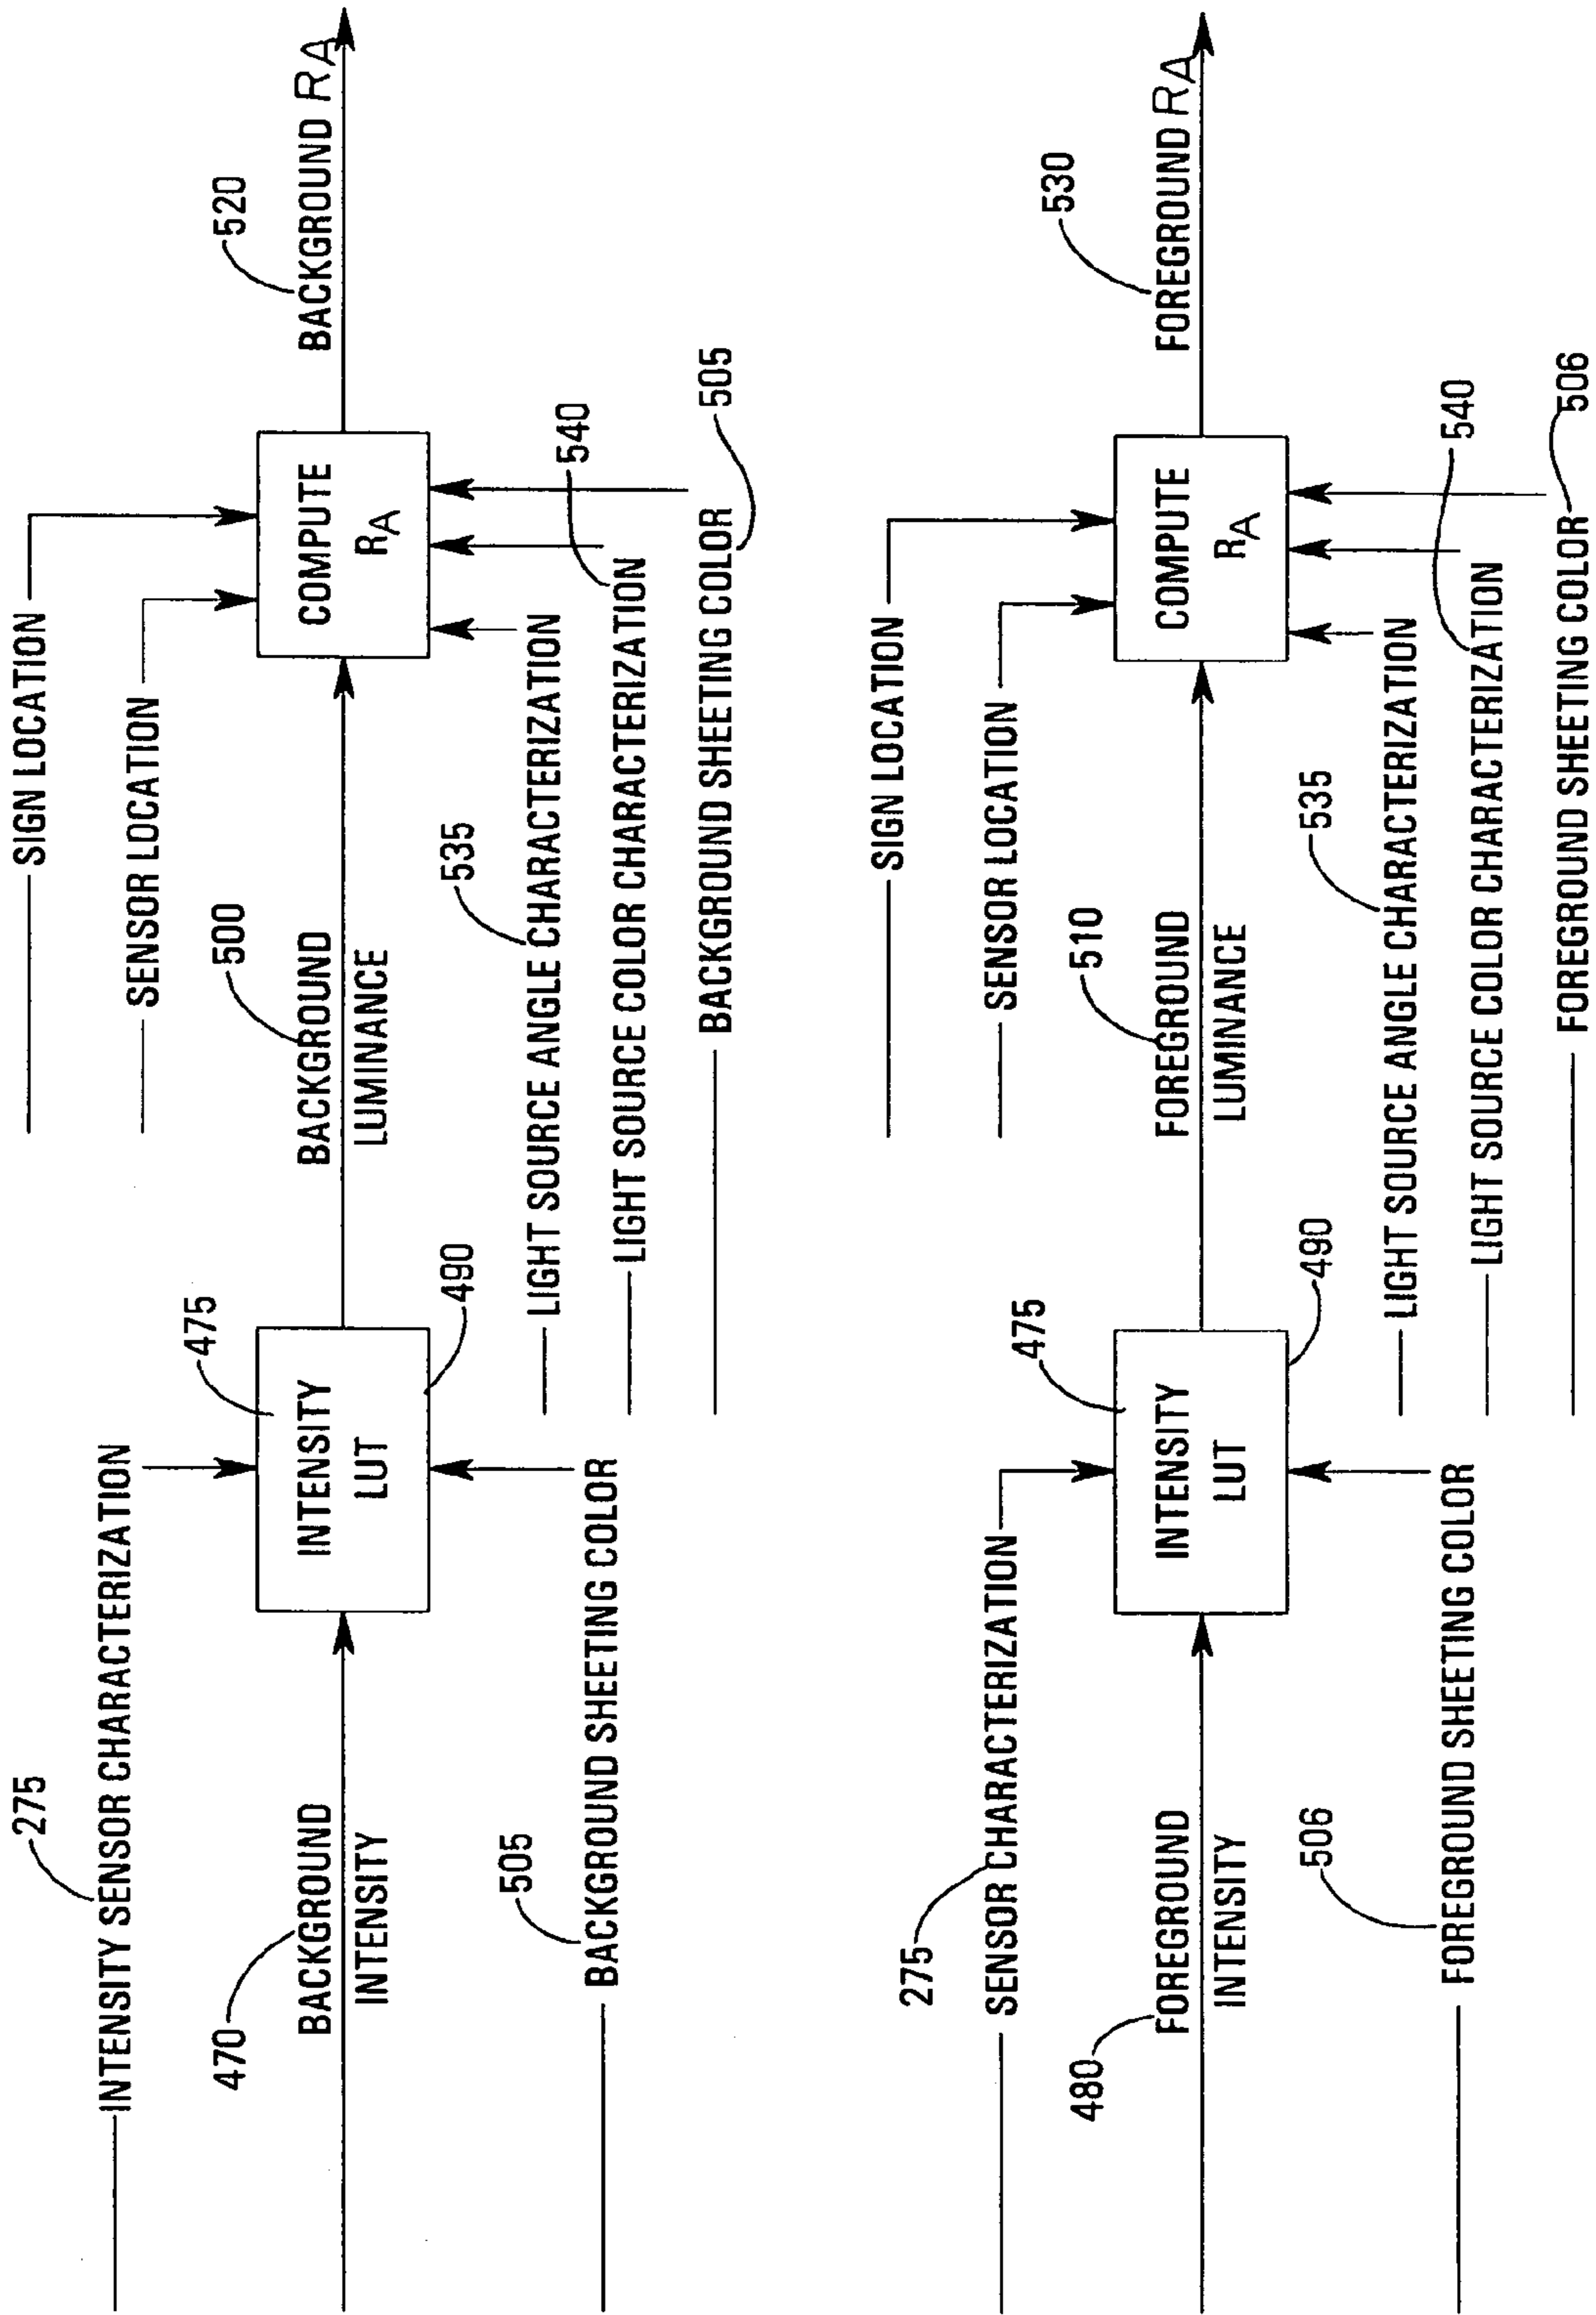 275
INTENSITY SENSOR CHARACTERIZATION
470
BACKGROUND
INTENSITY
505
BACKGROUND SHEETING COLOR
475
INTENSITY
LUT
490
SIGN LOCATION
SENSOR LOCATION
500
BACKGROUND
LUMINANCE
535
LIGHT SOURCE ANGLE CHARACTERIZATION
540
LIGHT SOURCE COLOR CHARACTERIZATION
505
BACKGROUND SHEETING COLOR
COMPUTE
RA
520
BACKGROUND RA
275
SENSOR CHARACTERIZATION
480
FOREGROUND
INTENSITY
506
FOREGROUND SHEETING COLOR
475
INTENSITY
LUT
490
SIGN LOCATION
SENSOR LOCATION
510
FOREGROUND
LUMINANCE
535
LIGHT SOURCE ANGLE CHARACTERIZATION
540
LIGHT SOURCE COLOR CHARACTERIZATION
506
FOREGROUND SHEETING COLOR
COMPUTE
RA
530
FOREGROUND RA